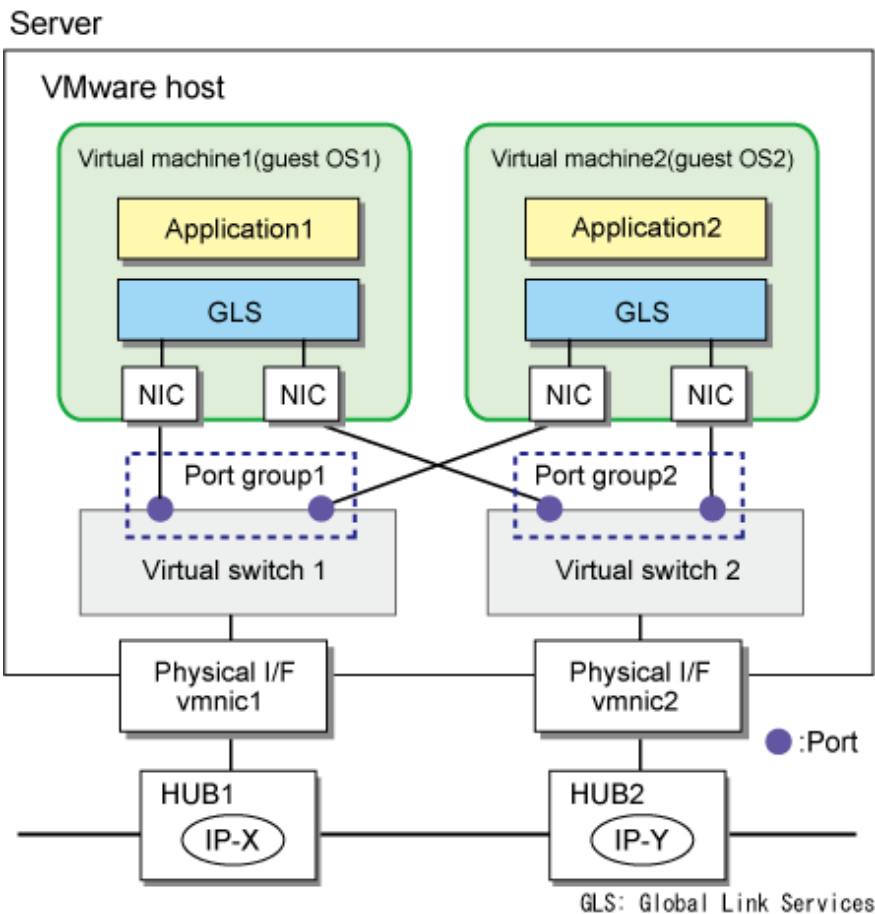 Server
VMware host
Virtual machine1(guest OS1)
Virtual machine2(guest OS2)
Application1
Application2
GLS
GLS
NIC
NIC
NIC
NIC
Port group1
Port group2
Virtual switch 1
Virtual switch 2
Physical I/F
vmnic1
Physical I/F
vmnic2
:Port
HUB1
IP-X
HUB2
IP-Y
GLS: Global Link Services